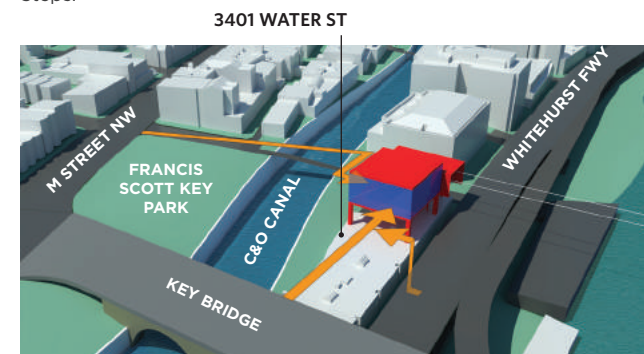 3401 WATER ST
WHITEHURST FWY
M STREET NW
FRANCIS
SCOTT KEY
PARK
C&O CANAL
KEY BRIDGE